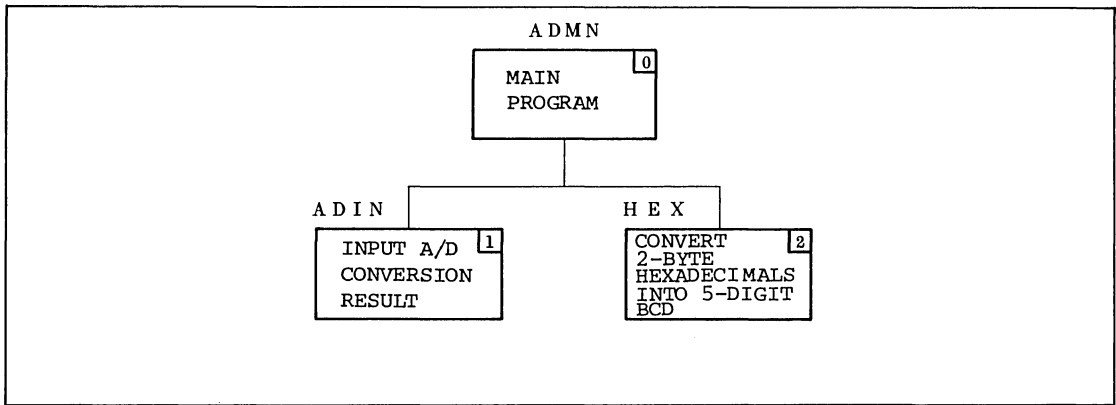 ADMN
0
MAIN
PROGRAM
ADIN
1
INPUT A/D
CONVERSION
RESULT
HEX
2
CONVERT
2-BYTE
HEXADECIMALS
INTO 5-DIGIT
BCD